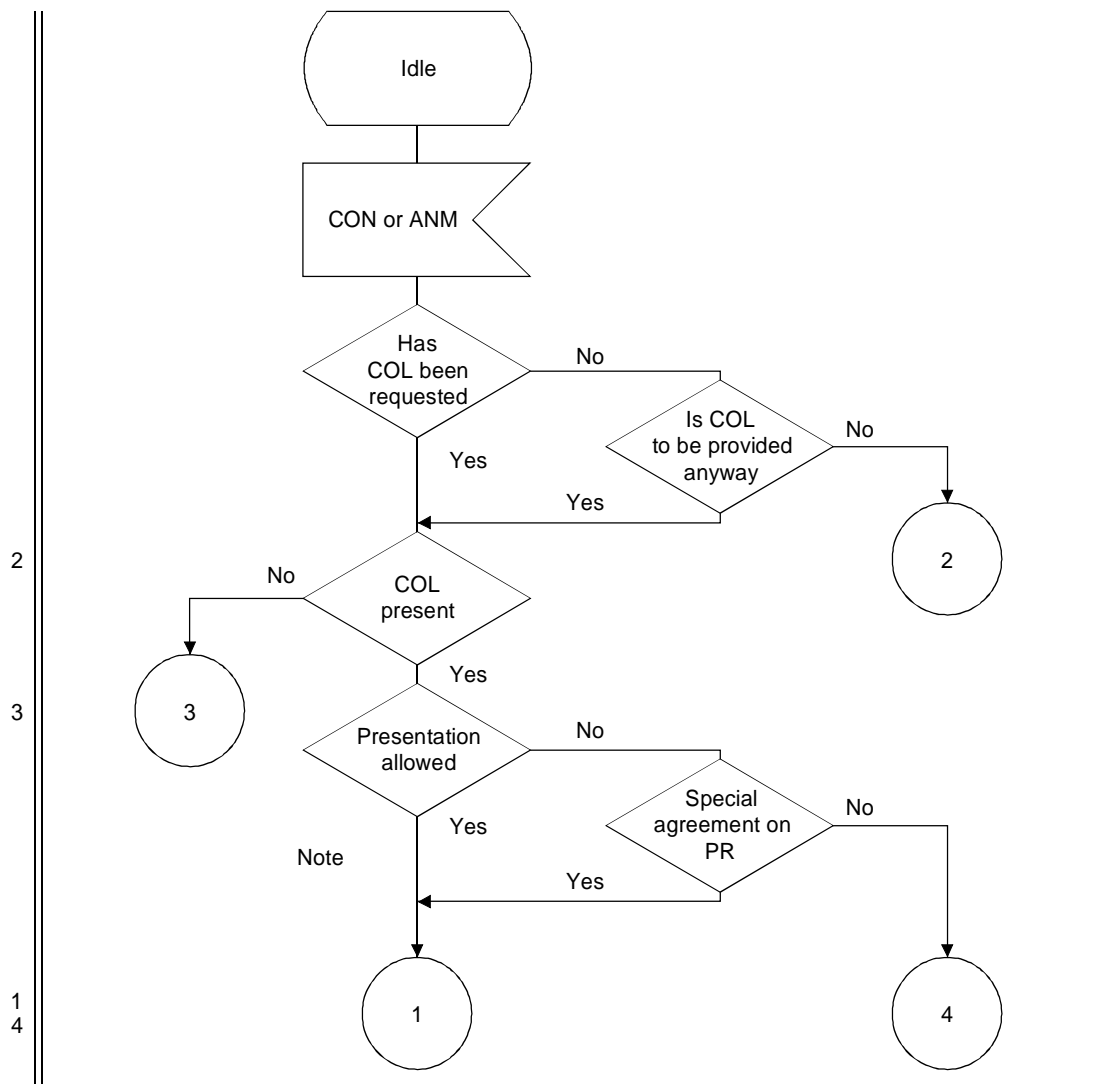 Idle
CON or ANM
Has
COL been
requested
No
Is COL
to be provided
anyway
No
Yes
Yes
2
2
No
COL
present
Yes
3
3
Presentation
allowed
No
Special
agreement on
PR
No
Yes
Note
Yes
1
4
1
4